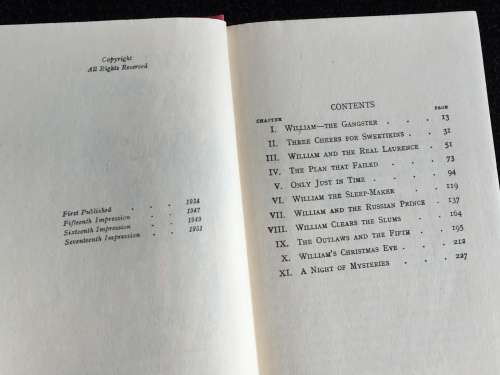 Copyright
All Rights Reserved
First Published . . 1934
Fifteenth Impression . . 1947
Sixteenth Impression . . 1949
Seventeenth Impression . . 1951
CONTENTS
CHAPTER PAGE
I. WILLIAM—THE GANGSTER . . . 13
II. THREE CHEERS FOR SWEETIKINS . . 31
III. WILLIAM AND THE REAL LAURENCE . . 51
IV. THE PLAN THAT FAILED . . . 73
V. ONLY JUST IN TIME . . . 94
VI. WILLIAM THE SLEEP-MAKER . . 119
VII. WILLIAM AND THE RUSSIAN PRINCE . . 137
VIII. WILLIAM CLEARS THE SLUMS . . 164
IX. THE OUTLAWS AND THE FIFTH . . 195
X. WILLIAM'S CHRISTMAS EVE . . . 212
XI. A NIGHT OF MYSTERIES . . . 227